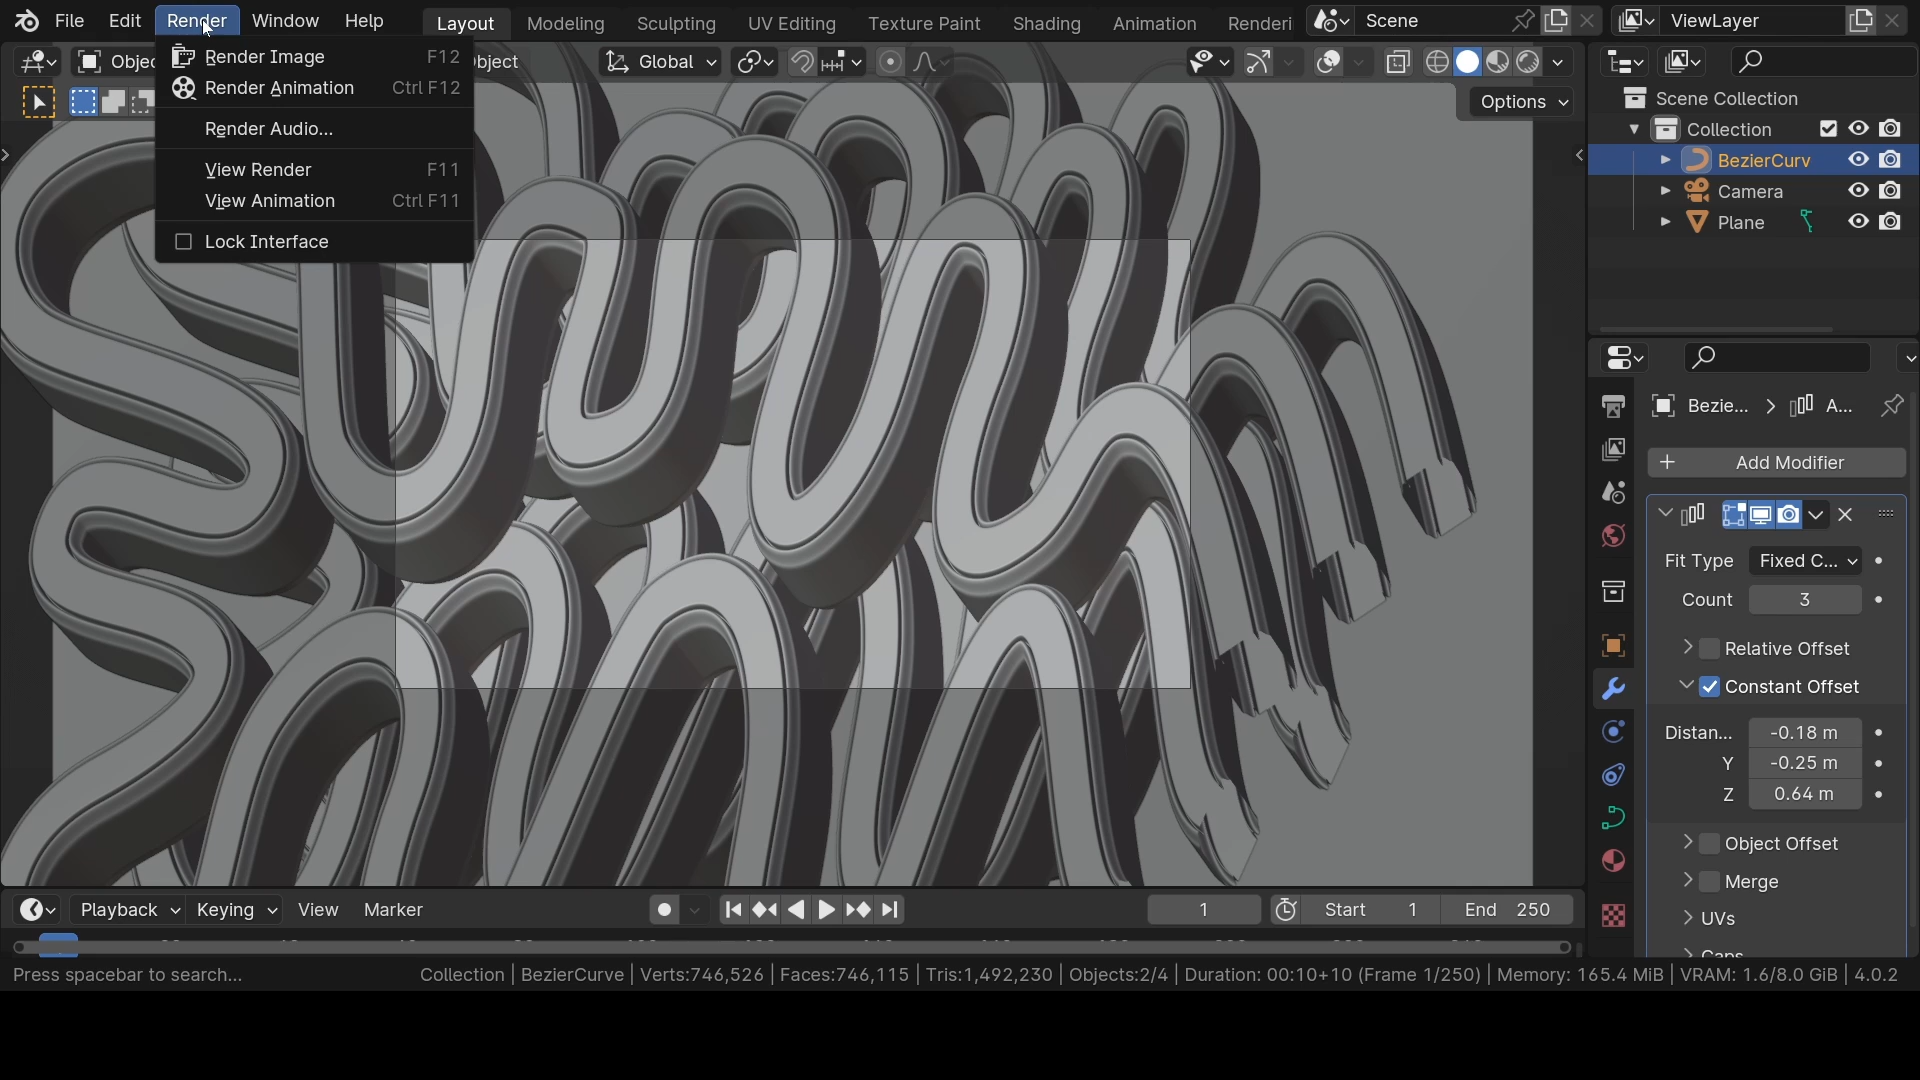 File Edit Render Window Help Layout Modeling Sculpting UV Editing Texture Paint Shading Animation Renderi Scene ViewLayer
Render Image F12
Render Animation Ctrl F12
Render Audio...
View Render F11
View Animation Ctrl F11
Lock Interface
Objec
bject
Global
Options
Scene Collection
Collection
BezierCurv
Camera
Plane
Bezie... A...
Add Modifier
Fit Type Fixed C...
Count 3
Relative Offset
Constant Offset
Distan... -0.18 m
Y -0.25 m
Z 0.64 m
Object Offset
Merge
UVs
Caps
Playback Keying View Marker 1 Start 1 End 250
Press spacebar to search... Collection | BezierCurve | Verts:746,526 | Faces:746,115 | Tris:1,492,230 | Objects:2/4 | Duration: 00:10+10 (Frame 1/250) | Memory: 165.4 MiB | VRAM: 1.6/8.0 GiB | 4.0.2